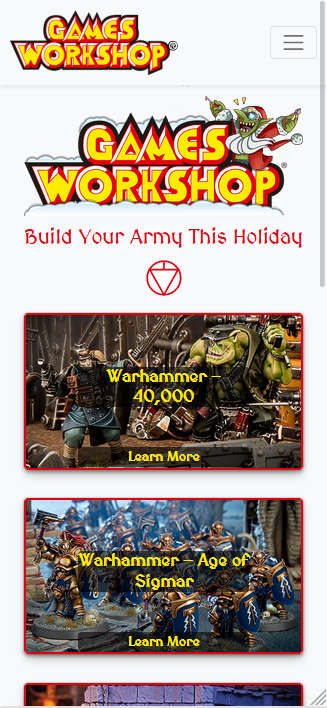 GAMES
WORKSHOP®
GAMES
WORKSHOP®
Build Your Army This Holiday
Warhammer –
40,000
Learn More
Warhammer – Age of
Sigmar
Learn More